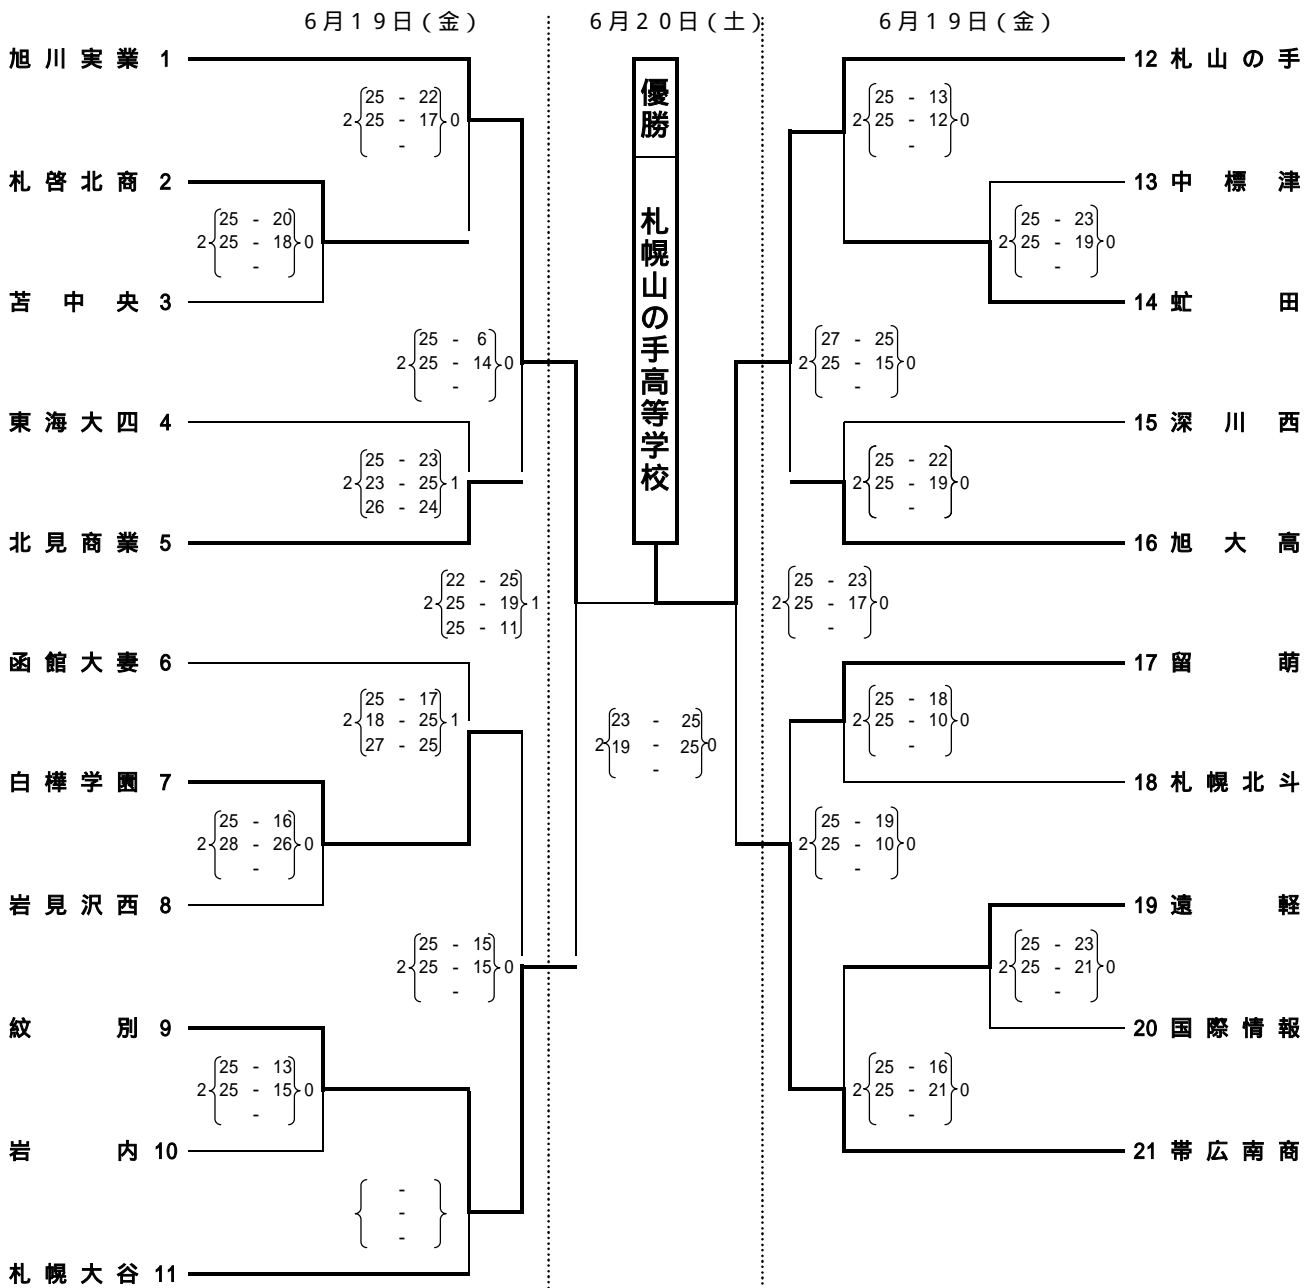 ６月１９日（金）
６月２０日（土）
６月１９日（金）
旭川実業 1
2 25 - 22 0
25 - 17
-
札啓北商 2
2 25 - 20 0
25 - 18
-
苫中央 3
2 25 - 6 0
25 - 14
-
東海大四 4
2 25 - 23 1
23 - 25
26 - 24
北見商業 5
2 22 - 25 1
25 - 19
25 - 11
函館大妻 6
2 25 - 17 1
18 - 25
27 - 25
白樺学園 7
2 25 - 16 0
28 - 26
-
岩見沢西 8
2 25 - 15 0
25 - 15
-
紋別 9
2 25 - 13 0
25 - 15
-
岩内 10
-
-
-
札幌大谷 11
優勝
札幌山の手高等学校
2 23 - 25 0
19 - 25
-
12 札山の手
2 25 - 13 0
25 - 12
-
13 中標津
2 25 - 23 0
25 - 19
-
14 虻田
2 27 - 25 0
25 - 15
-
15 深川西
2 25 - 22 0
25 - 19
-
16 旭大高
2 25 - 23 0
25 - 17
-
17 留萌
2 25 - 18 0
25 - 10
-
18 札幌北斗
2 25 - 19 0
25 - 10
-
19 遠軽
2 25 - 23 0
25 - 21
-
20 国際情報
2 25 - 16 0
25 - 21
-
21 帯広南商